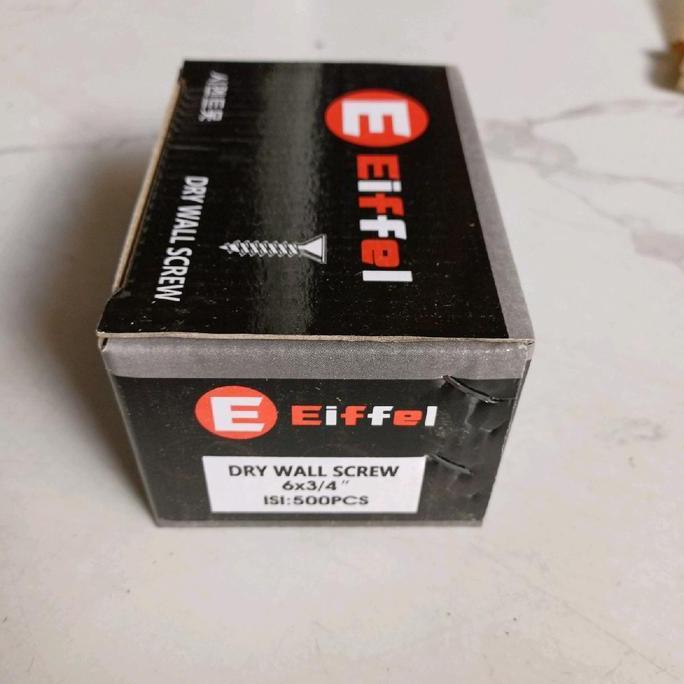 E Eiffel
DRY WALL SCREW
E Eiffel
DRY WALL SCREW
6x3/4"
ISI:500PCS